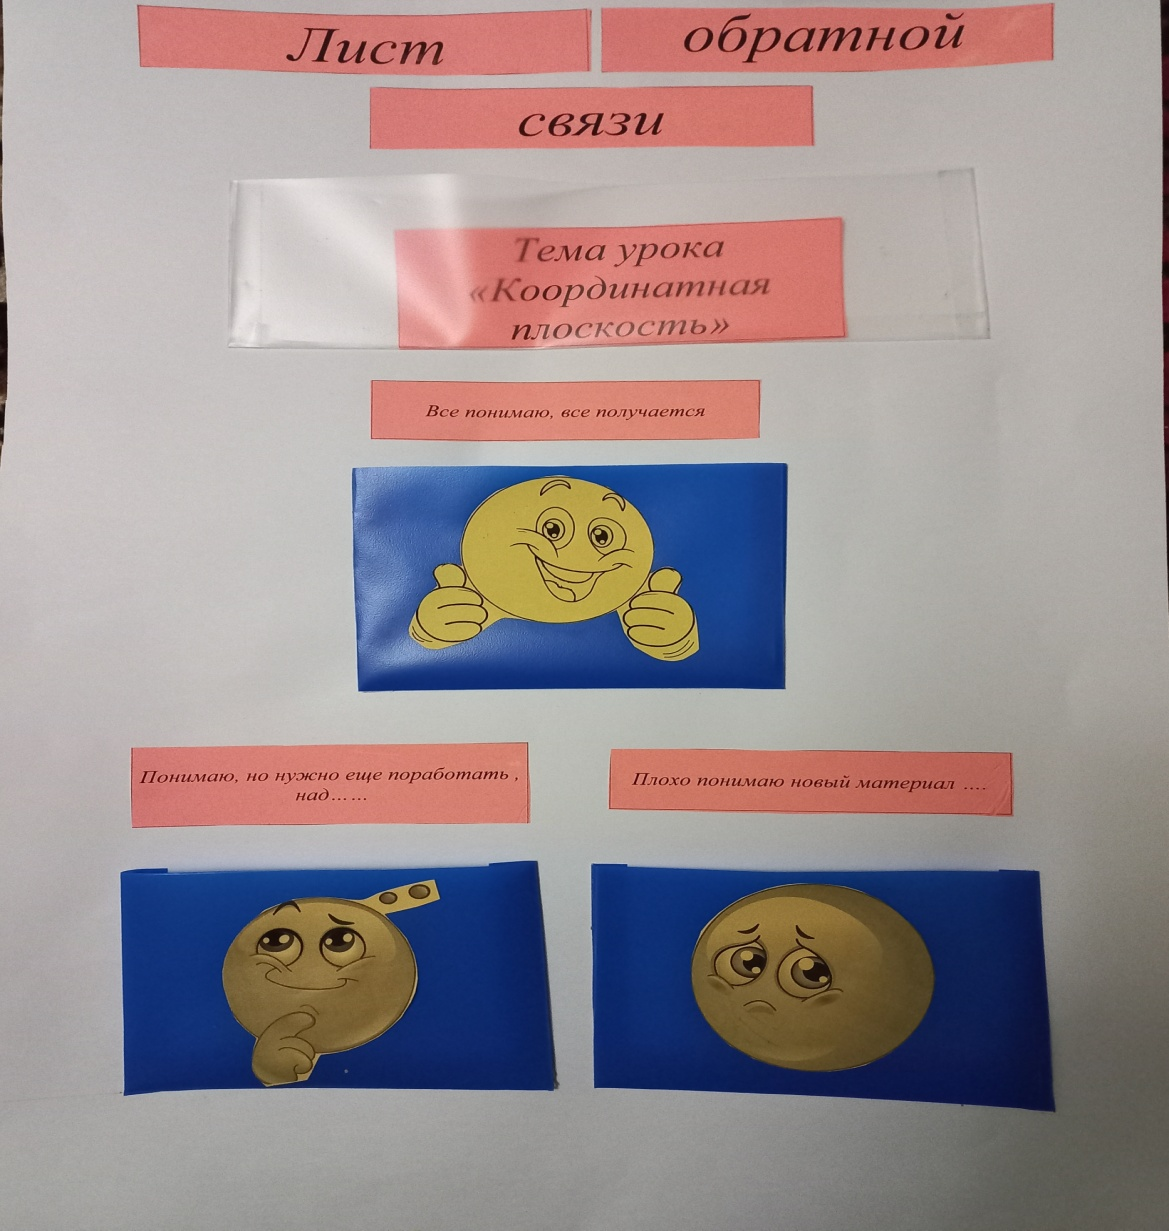 Лист обратной
связи
Тема урока
«Координатная
плоскость»
Все понимаю, все получается
Понимаю, но нужно еще поработать ,
над……
Плохо понимаю новый материал ….